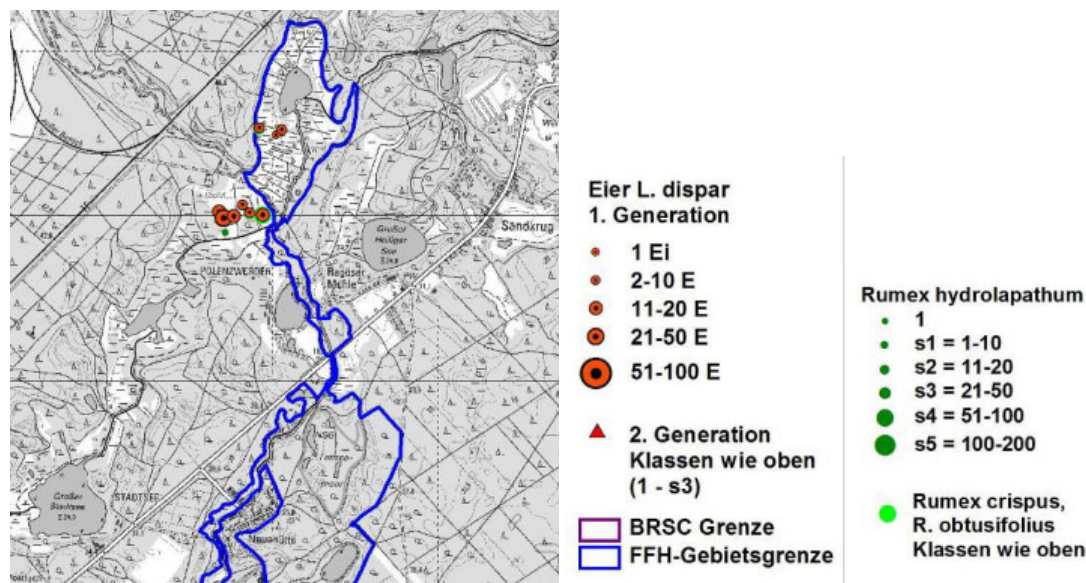 Sandkrug
Großer
Heiliger
See
POLENZWERDER
Ragöser
Mühle
NSG
Großer
Stadtsee
STADTSEE
Neuehütte
Eier L. dispar
1. Generation
1 Ei
2-10 E
11-20 E
21-50 E
51-100 E
2. Generation
Klassen wie oben
(1 - s3)
BRSC Grenze
FFH-Gebietsgrenze
Rumex hydrolapathum
1
s1 = 1-10
s2 = 11-20
s3 = 21-50
s4 = 51-100
s5 = 100-200
Rumex crispus,
R. obtusifolius
Klassen wie oben